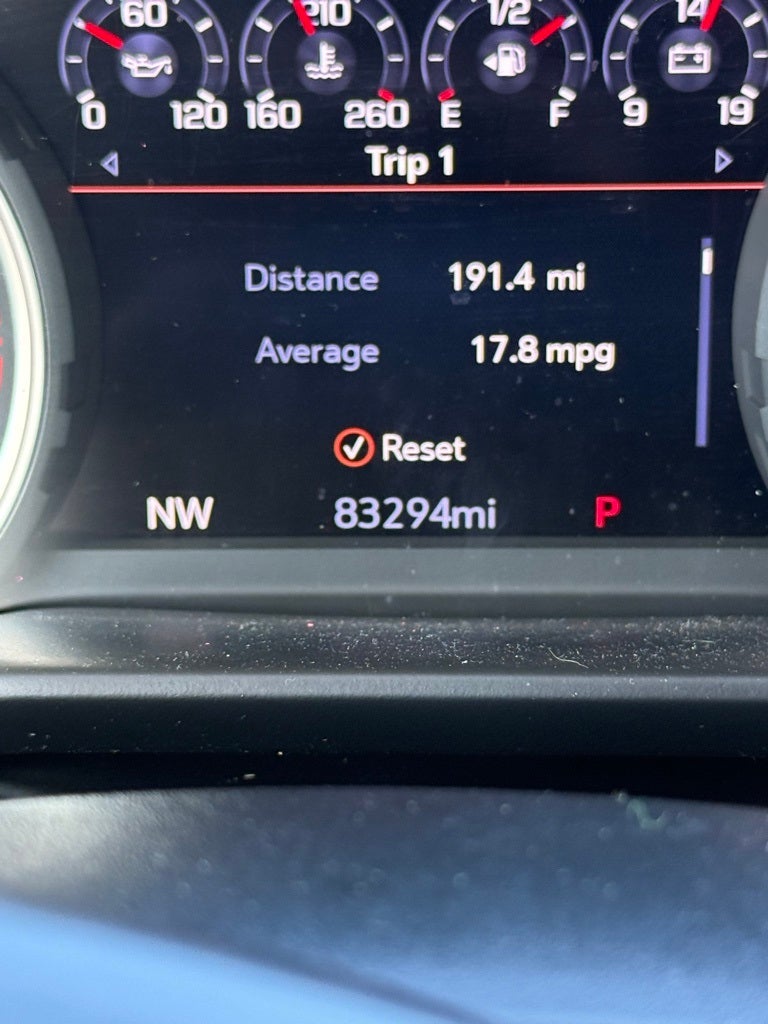 60 210 1/2 14
0 120 160 260 E F 9 19
Trip 1
Distance 191.4 mi
Average 17.8 mpg
Reset
NW 83294mi P